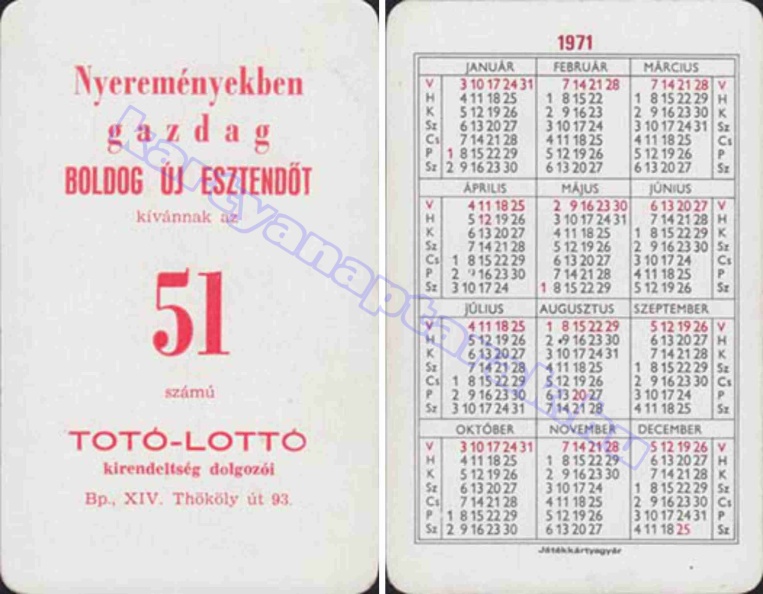 Nyereményekben
gazdag
BOLDOG ÚJ ESZTENDŐT
kívánnak az
51
számú
TOTÓ-LOTTÓ
kirendeltség dolgozói
Bp., XIV. Thököly út 93.
kartyanaptarak.hu
1971
JANUÁR FEBRUÁR MÁRCIUS
V 3 10 17 24 31 7 14 21 28 7 14 21 28 V
H 4 11 18 25 1 8 15 22 1 8 15 22 29 H
K 5 12 19 26 2 9 16 23 2 9 16 23 30 K
Sz 6 13 20 27 3 10 17 24 3 10 17 24 31 Sz
Cs 7 14 21 28 4 11 18 25 4 11 18 25 Cs
P 1 8 15 22 29 5 12 19 26 5 12 19 26 P
Sz 2 9 16 23 30 6 13 20 27 6 13 20 27 Sz
ÁPRILIS MÁJUS JÚNIUS
V 4 11 18 25 2 9 16 23 30 6 13 20 27 V
H 5 12 19 26 3 10 17 24 31 7 14 21 28 H
K 6 13 20 27 4 11 18 25 1 8 15 22 29 K
Sz 7 14 21 28 5 12 19 26 2 9 16 23 30 Sz
Cs 1 8 15 22 29 6 13 20 27 3 10 17 24 Cs
P 2 9 16 23 30 7 14 21 28 4 11 18 25 P
Sz 3 10 17 24 1 8 15 22 29 5 12 19 26 Sz
JÚLIUS AUGUSZTUS SZEPTEMBER
V 4 11 18 25 1 8 15 22 29 5 12 19 26 V
H 5 12 19 26 2 9 16 23 30 6 13 20 27 H
K 6 13 20 27 3 10 17 24 31 7 14 21 28 K
Sz 7 14 21 28 4 11 18 25 1 8 15 22 29 Sz
Cs 1 8 15 22 29 5 12 19 26 2 9 16 23 30 Cs
P 2 9 16 23 30 6 13 20 27 3 10 17 24 P
Sz 3 10 17 24 31 7 14 21 28 4 11 18 25 Sz
OKTÓBER NOVEMBER DECEMBER
V 3 10 17 24 31 7 14 21 28 5 12 19 26 V
H 4 11 18 25 1 8 15 22 29 6 13 20 27 H
K 5 12 19 26 2 9 16 23 30 7 14 21 28 K
Sz 6 13 20 27 3 10 17 24 1 8 15 22 29 Sz
Cs 7 14 21 28 4 11 18 25 2 9 16 23 30 Cs
P 1 8 15 22 29 5 12 19 26 3 10 17 24 31 P
Sz 2 9 16 23 30 6 13 20 27 4 11 18 25 Sz
Játékkártyagyár